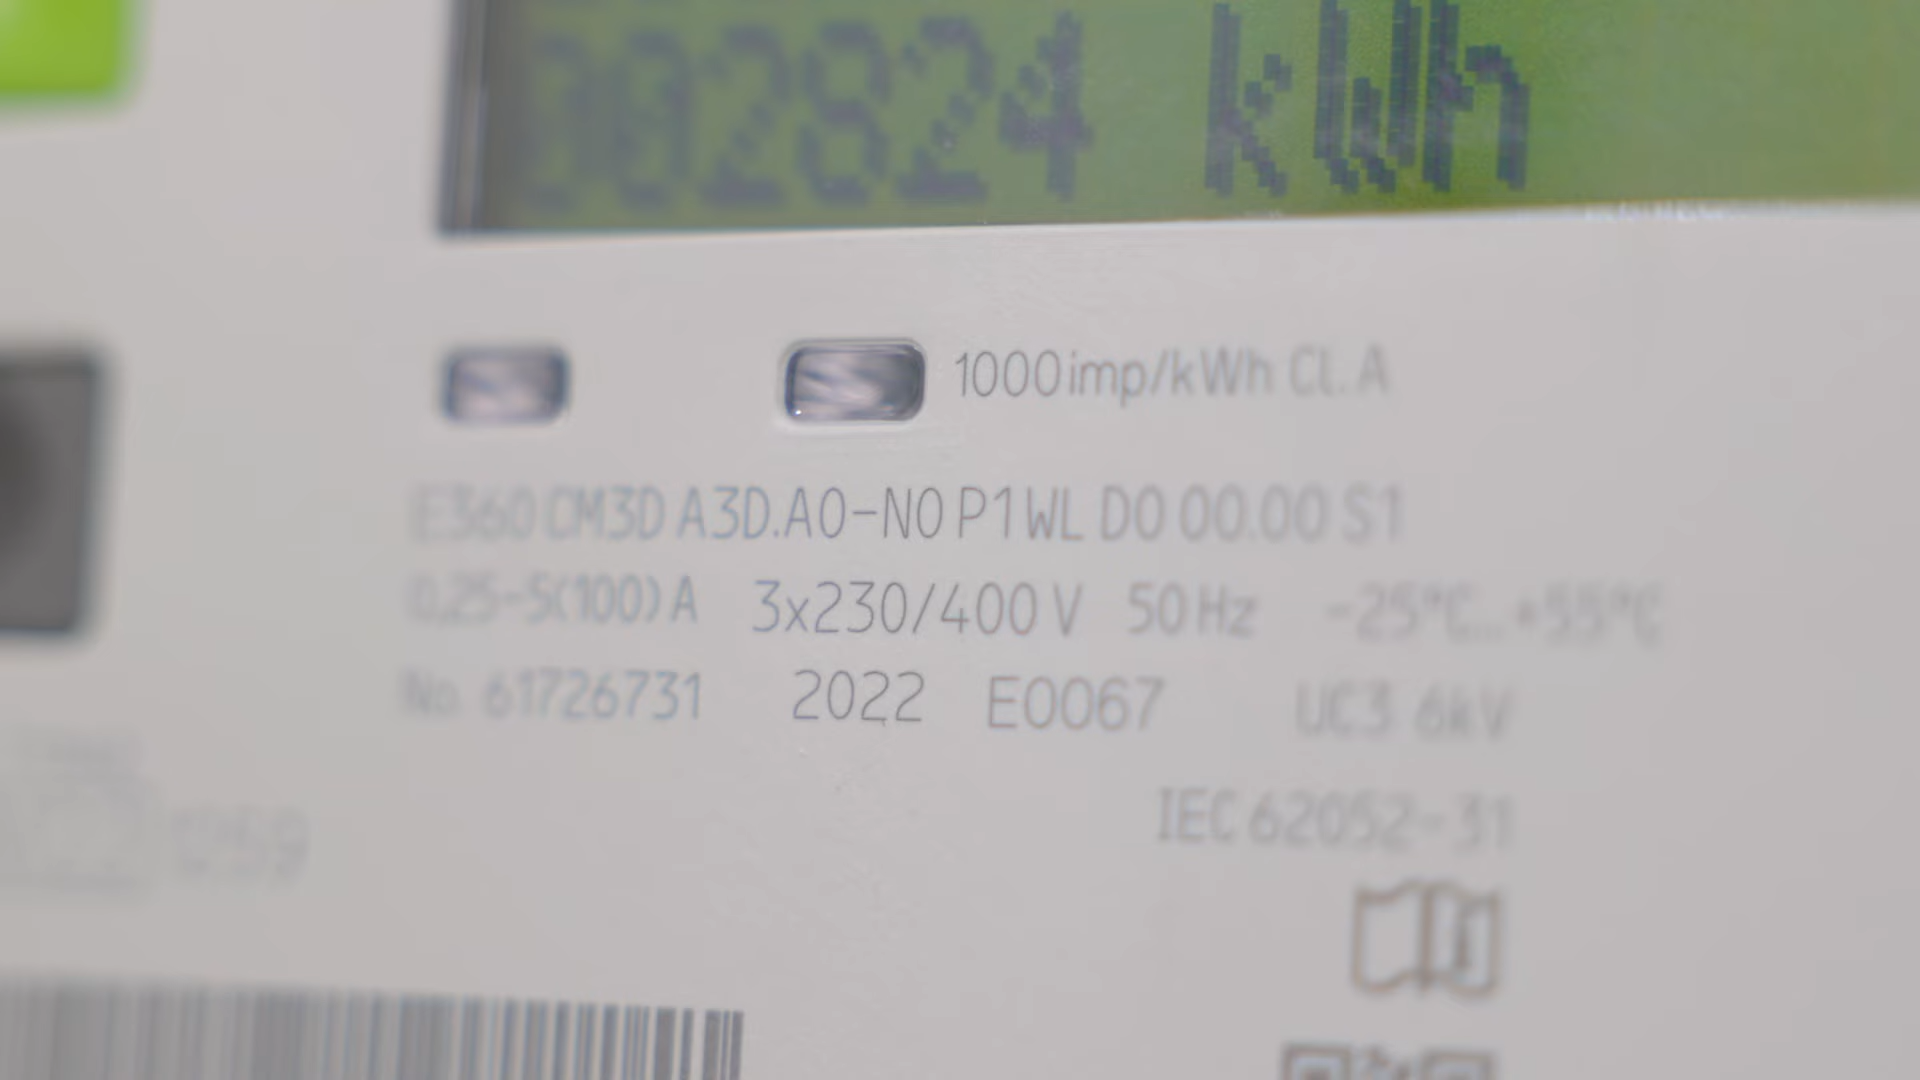 002824 kWh
1000imp/kWh Cl. A
E360 CM3D A3D.A0-N0 P1 WL D0 00.00 S1
0,25-5(100) A 3x230/400 V 50 Hz -25°C...+55°C
No. 61726731 2022 E0067 UC3 6kV
IEC 62052-31